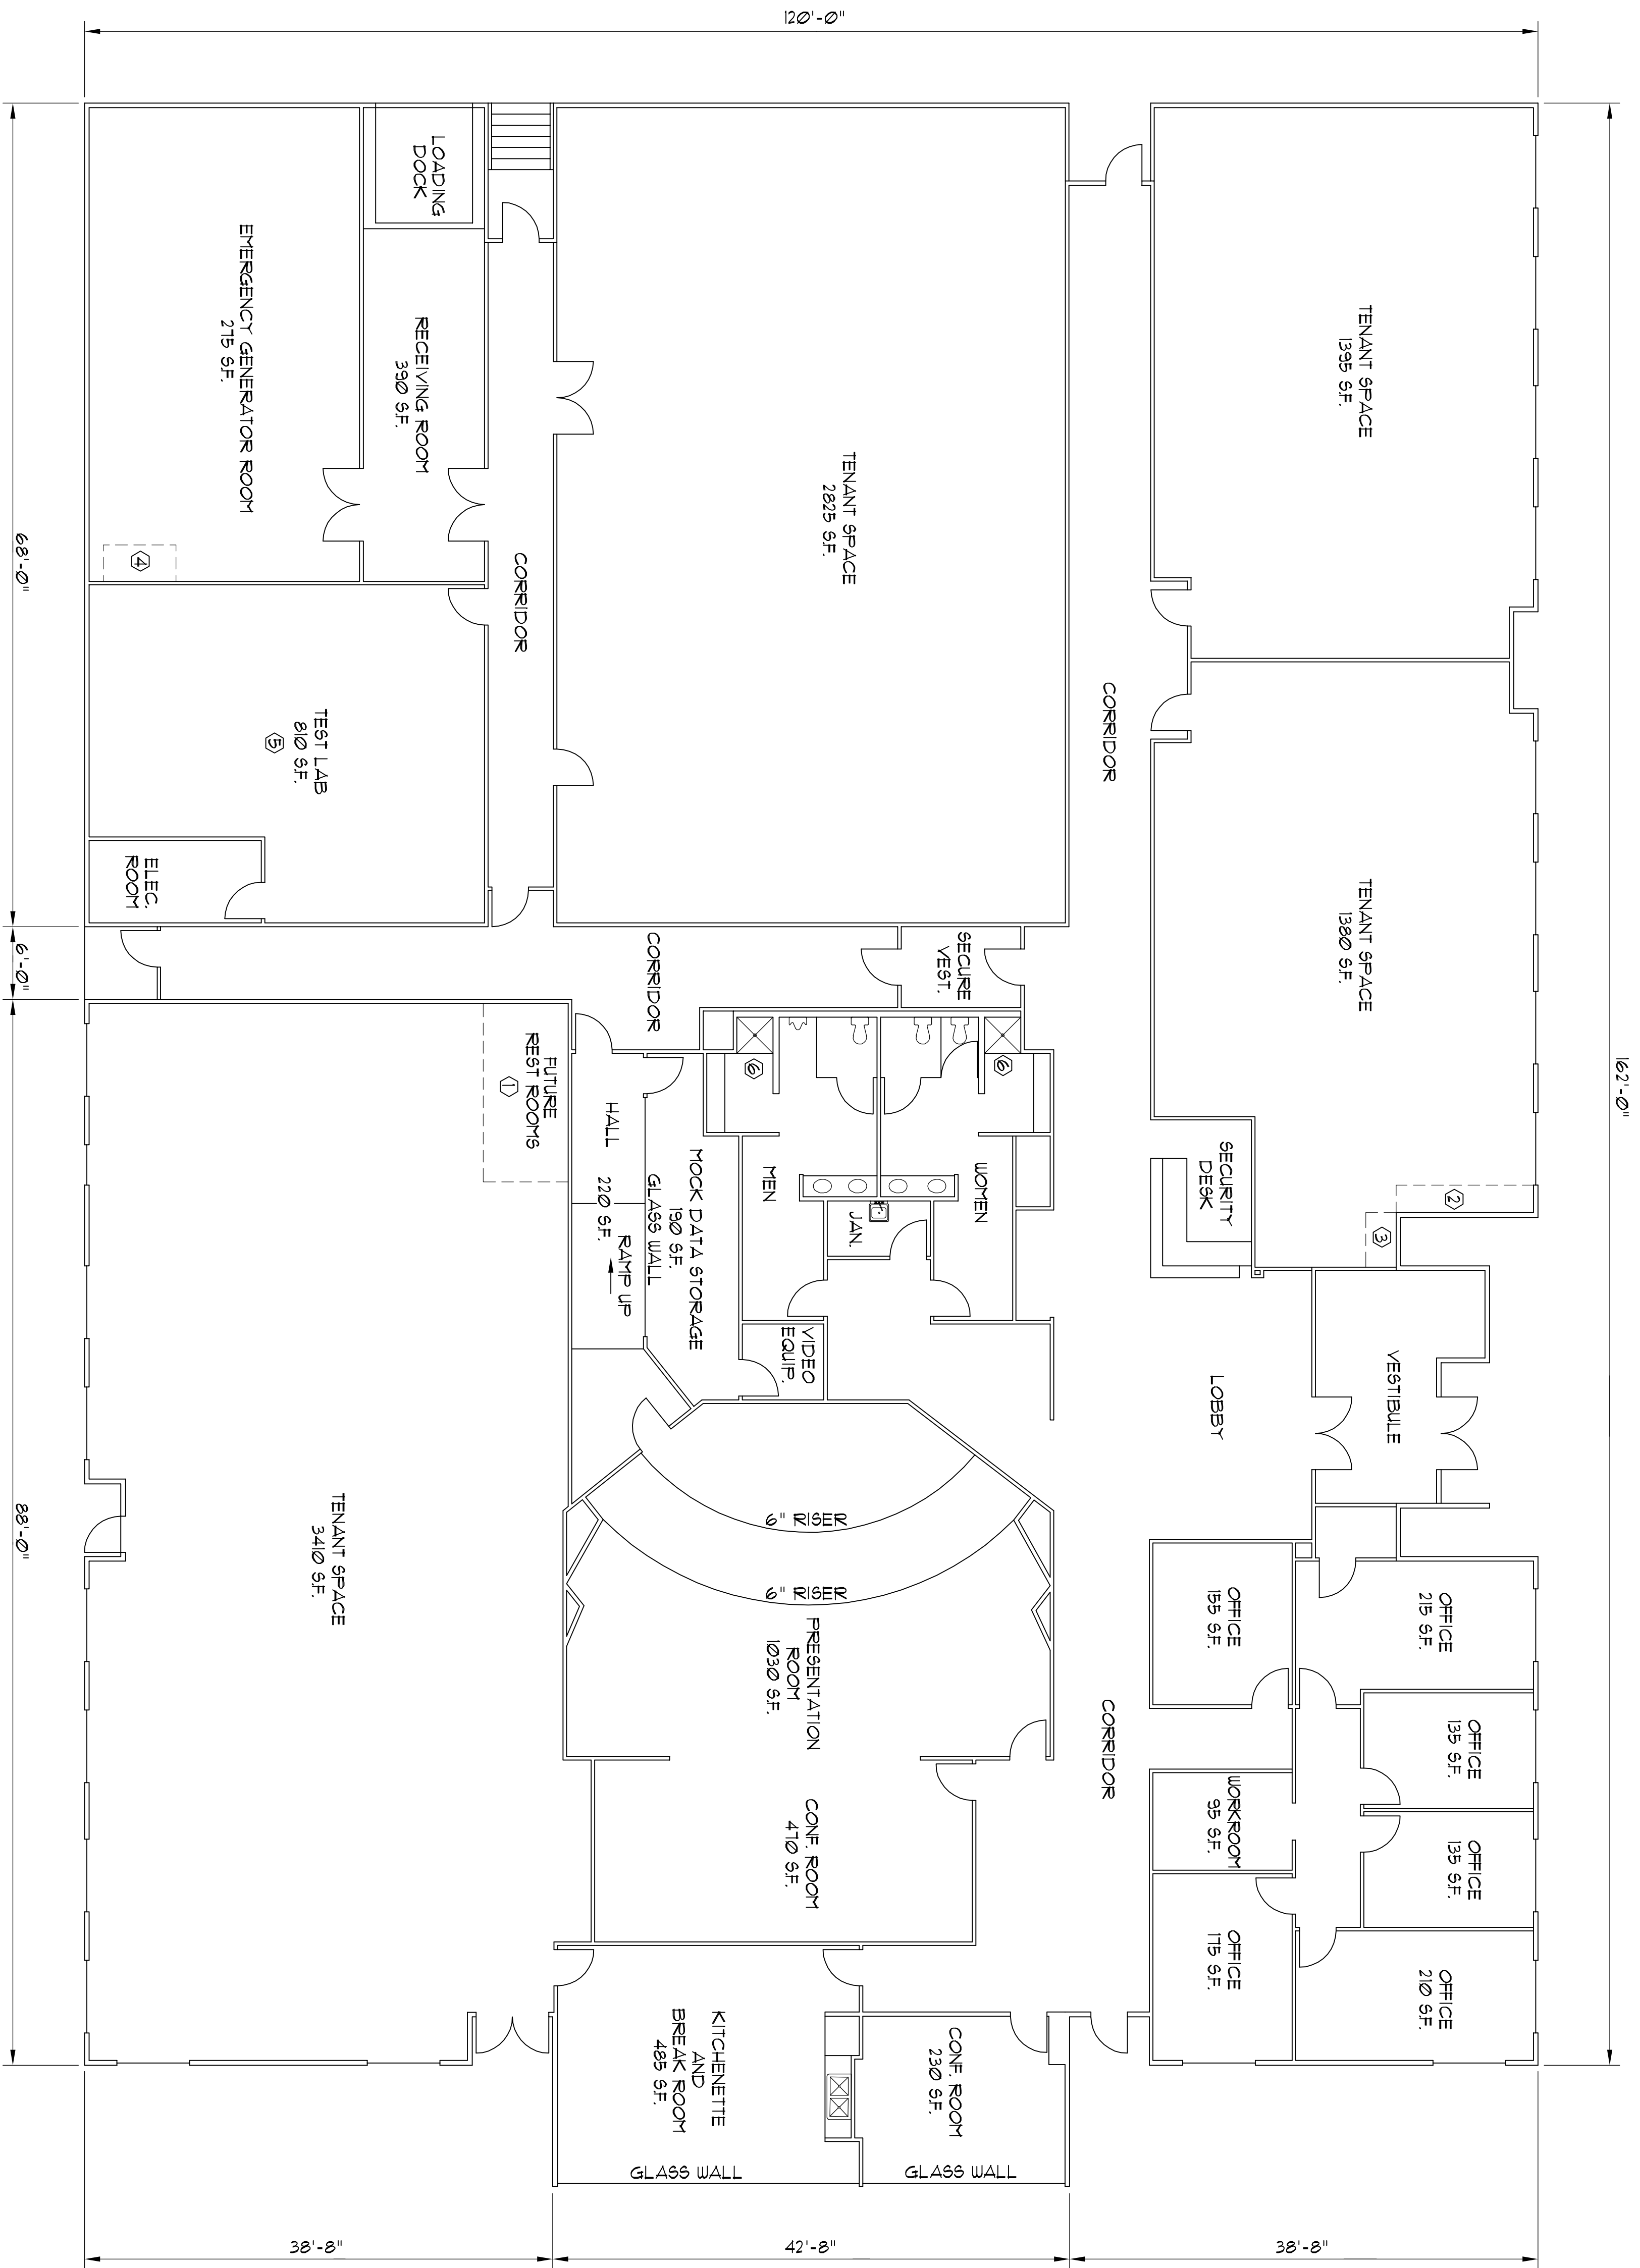 162'-0"
120'-0"
TENANT SPACE
1395 S.F.
TENANT SPACE
1380 S.F.
2
3
SECURITY
DESK
VESTIBULE
LOBBY
OFFICE
215 S.F.
OFFICE
135 S.F.
OFFICE
135 S.F.
OFFICE
210 S.F.
OFFICE
155 S.F.
WORKROOM
95 S.F.
OFFICE
175 S.F.
38'-8"
CORRIDOR
CORRIDOR
TENANT SPACE
2825 S.F.
SECURE
VEST.
6
WOMEN
JAN.
MEN
6
VIDEO
EQUIP.
6" RISER
6" RISER
PRESENTATION
ROOM
1030 S.F.
CONF. ROOM
470 S.F.
CONF. ROOM
230 S.F.
GLASS WALL
KITCHENETTE
AND
BREAK ROOM
485 S.F.
GLASS WALL
42'-8"
CORRIDOR
MOCK DATA STORAGE
190 S.F.
GLASS WALL
HALL
220 S.F.
RAMP UP
CORRIDOR
LOADING
DOCK
RECEIVING ROOM
390 S.F.
EMERGENCY GENERATOR ROOM
275 S.F.
4
TEST LAB
810 S.F.
5
ELEC.
ROOM
FUTURE
REST ROOMS
1
TENANT SPACE
3410 S.F.
38'-8"
68'-0"
6'-0"
88'-0"